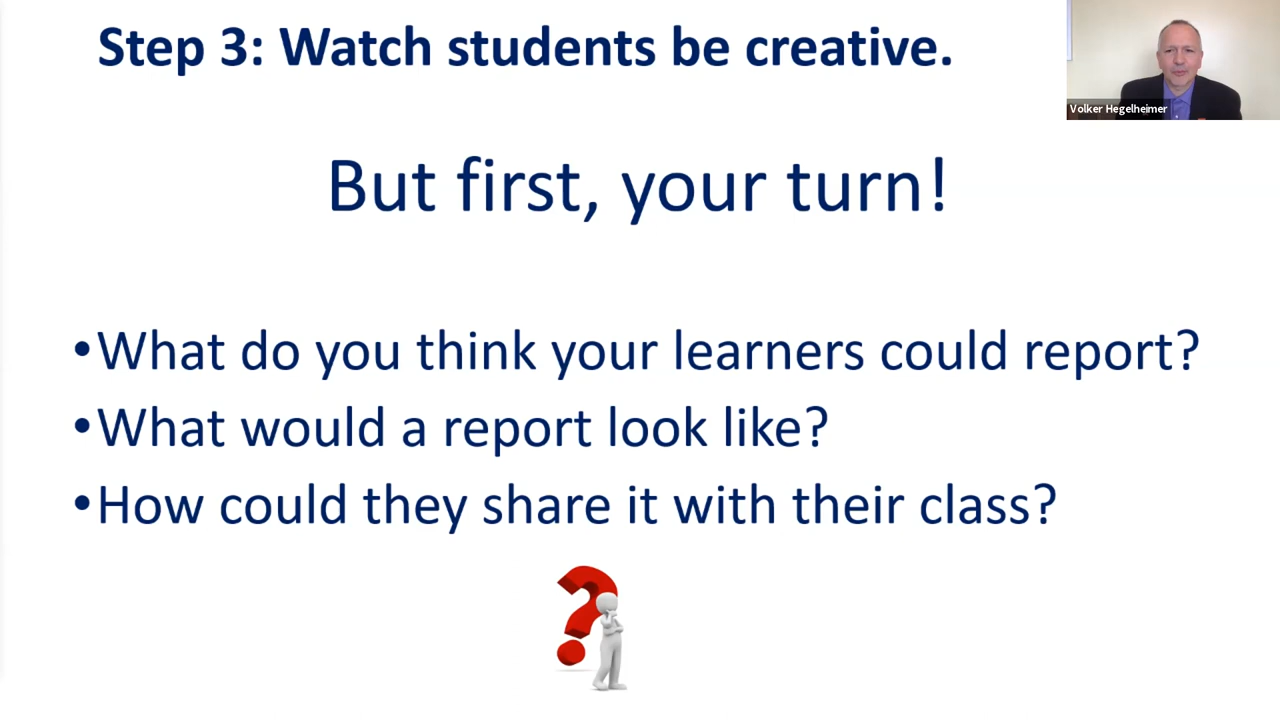 Step 3: Watch students be creative.
Volker Hegelheimer
But first, your turn!
•What do you think your learners could report?
•What would a report look like?
•How could they share it with their class?